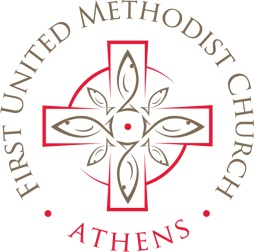 FIRST UNITED METHODIST CHURCH
• ATHENS •